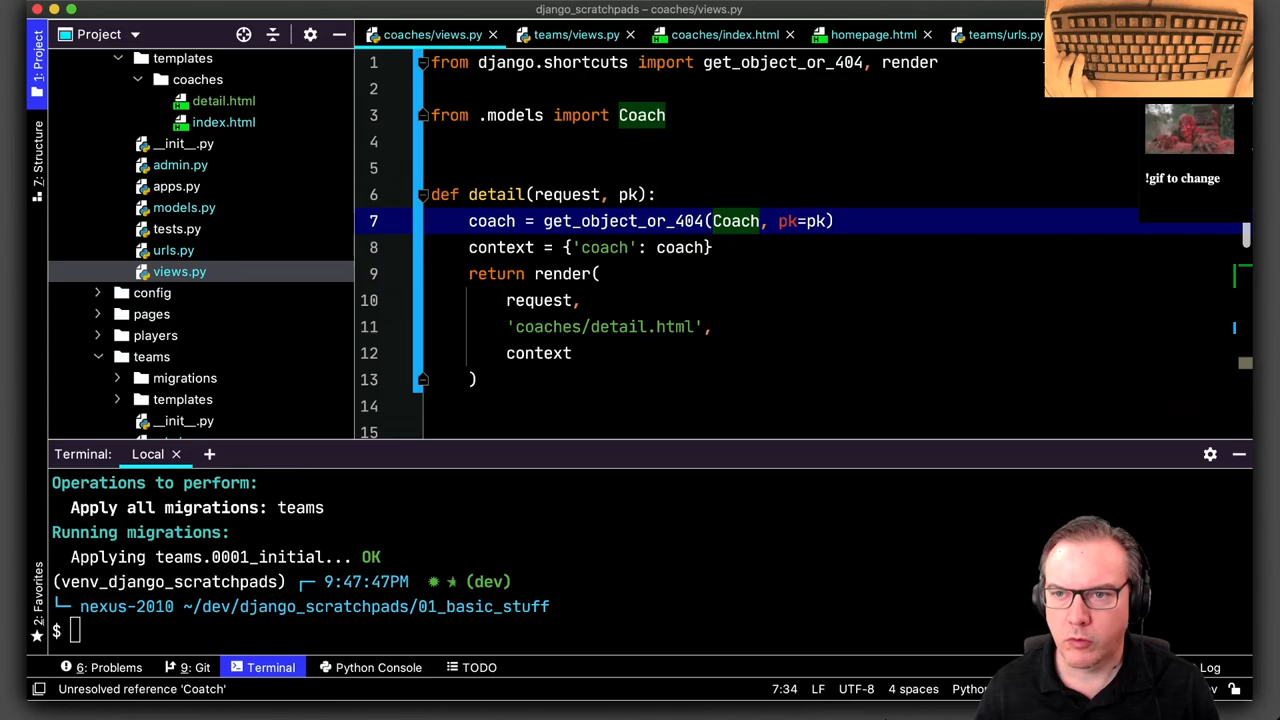 django_scratchpads – coaches/views.py
1: Project
Project
coaches/views.py
teams/views.py
coaches/index.html
homepage.html
teams/urls.py
templates
coaches
detail.html
index.html
__init__.py
admin.py
apps.py
models.py
tests.py
urls.py
views.py
config
pages
players
teams
migrations
templates
__init__.py
7: Structure
2: Favorites
1 from django.shortcuts import get_object_or_404, render
2
3 from .models import Coach
4
5
6 def detail(request, pk):
7 coach = get_object_or_404(Coach, pk=pk)
8 context = {'coach': coach}
9 return render(
10 request,
11 'coaches/detail.html',
12 context
13 )
14
15
!gif to change
Terminal: Local +
Operations to perform:
Apply all migrations: teams
Running migrations:
Applying teams.0001_initial... OK
(venv_django_scratchpads) 9:47:47PM (dev)
nexus-2010 ~/dev/django_scratchpads/01_basic_stuff
$
6: Problems 9: Git Terminal Python Console TODO Log
Unresolved reference 'Coatch' 7:34 LF UTF-8 4 spaces